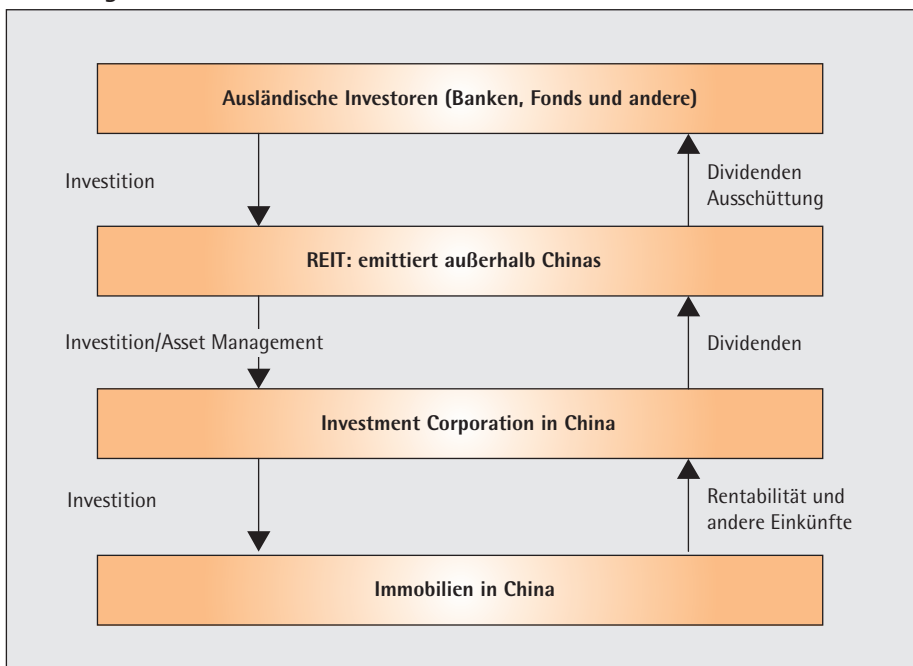 Ausländische Investoren (Banken, Fonds und andere)
Investition
Dividenden
Ausschüttung
REIT: emittiert außerhalb Chinas
Investition/Asset Management
Dividenden
Investment Corporation in China
Investition
Rentabilität und
andere Einkünfte
Immobilien in China